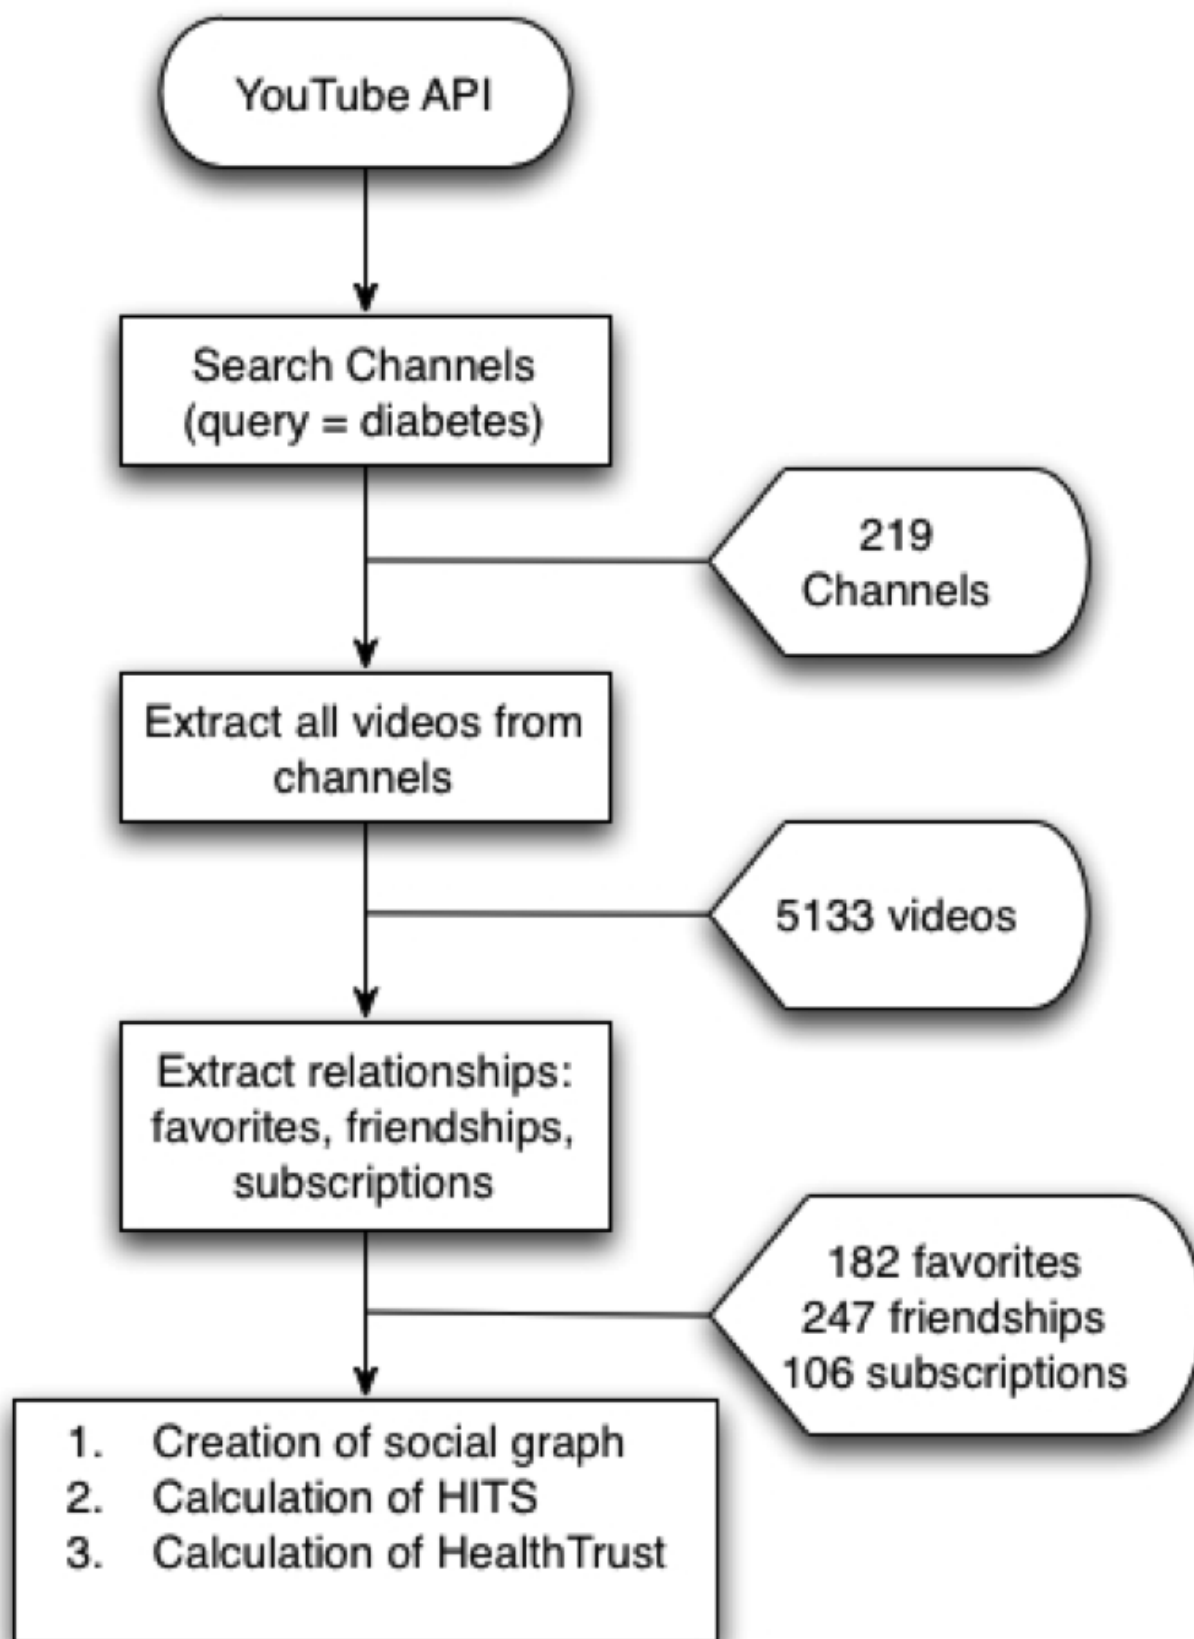 YouTube API
Search Channels
(query = diabetes)
219
Channels
Extract all videos from
channels
5133 videos
Extract relationships:
favorites, friendships,
subscriptions
182 favorites
247 friendships
106 subscriptions
1. Creation of social graph
2. Calculation of HITS
3. Calculation of HealthTrust